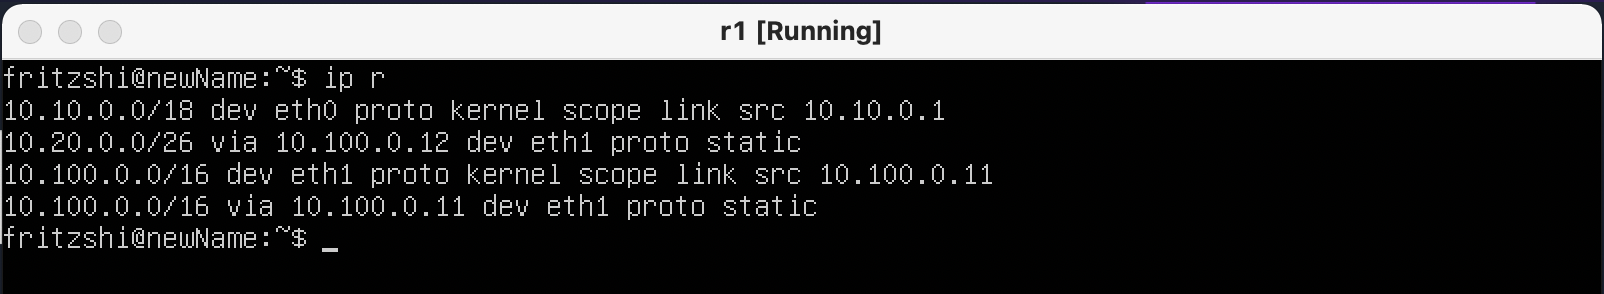 r1 [Running]
fritzshi@newName:~$ ip r
10.10.0.0/18 dev eth0 proto kernel scope link src 10.10.0.1
10.20.0.0/26 via 10.100.0.12 dev eth1 proto static
10.100.0.0/16 dev eth1 proto kernel scope link src 10.100.0.11
10.100.0.0/16 via 10.100.0.11 dev eth1 proto static
fritzshi@newName:~$ _